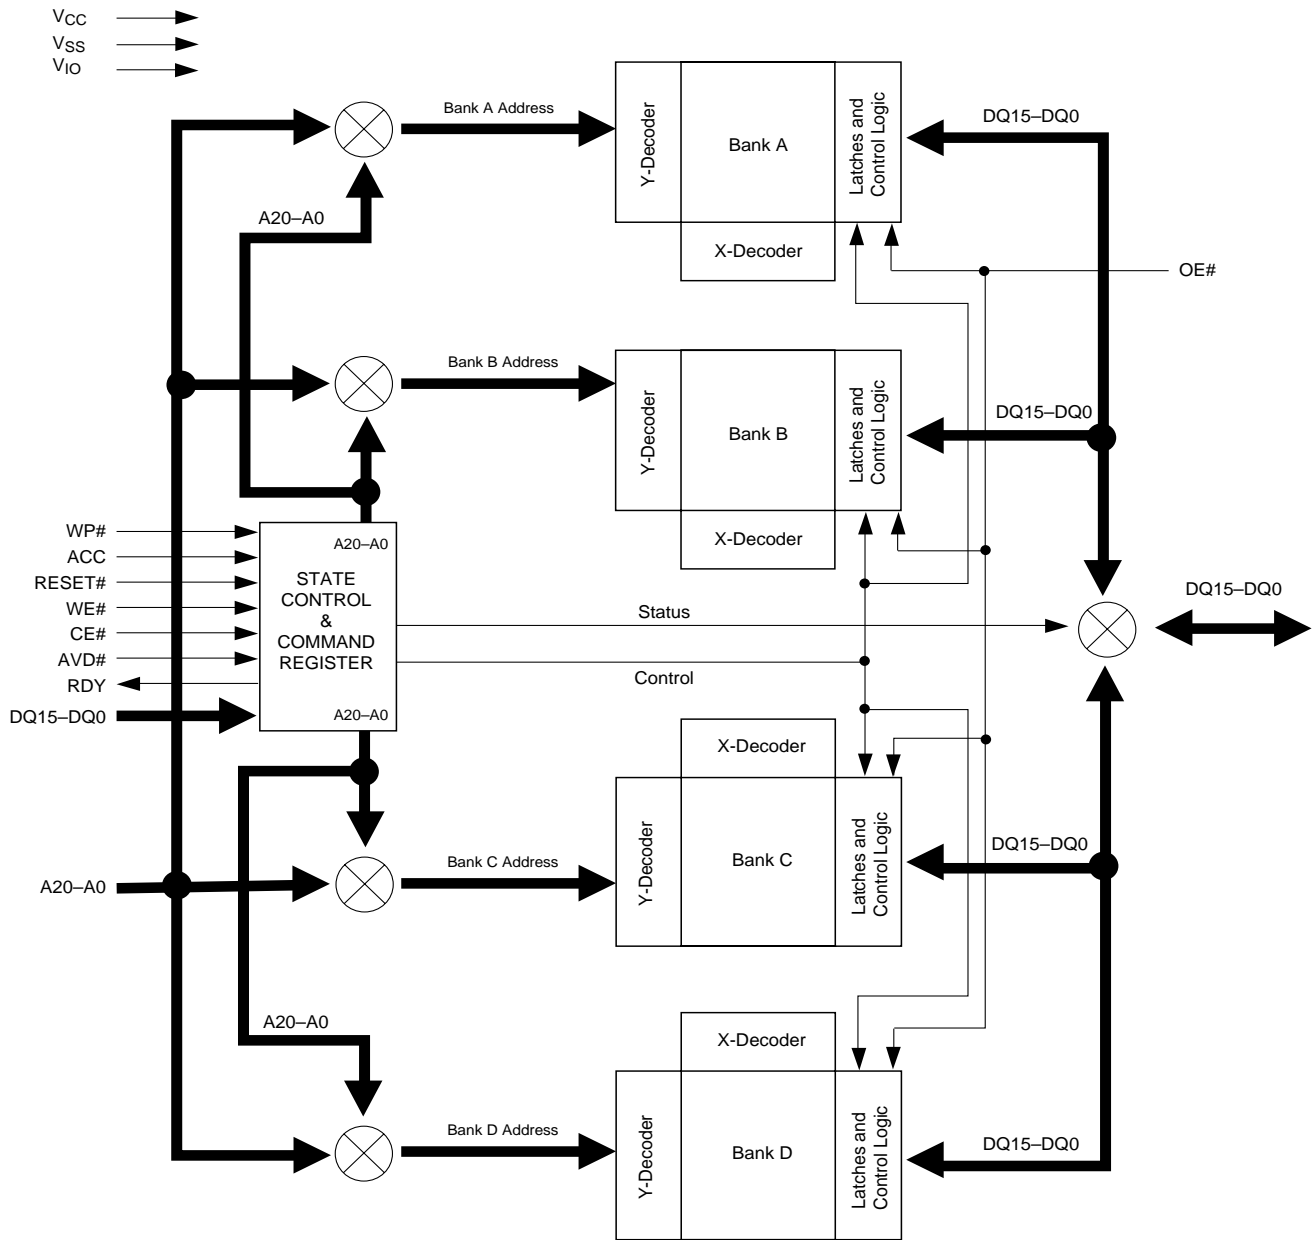 VCC
VSS
VIO
Bank A Address
Y-Decoder
Bank A
Latches and
Control Logic
DQ15–DQ0
A20–A0
X-Decoder
OE#
Bank B Address
Y-Decoder
Bank B
Latches and
Control Logic
DQ15–DQ0
X-Decoder
WP#
ACC
RESET#
WE#
CE#
AVD#
RDY
DQ15–DQ0
A20–A0
STATE
CONTROL
&
COMMAND
REGISTER
A20–A0
Status
Control
DQ15–DQ0
X-Decoder
A20–A0
Bank C Address
Y-Decoder
Bank C
Latches and
Control Logic
DQ15–DQ0
A20–A0
X-Decoder
Bank D Address
Y-Decoder
Bank D
Latches and
Control Logic
DQ15–DQ0